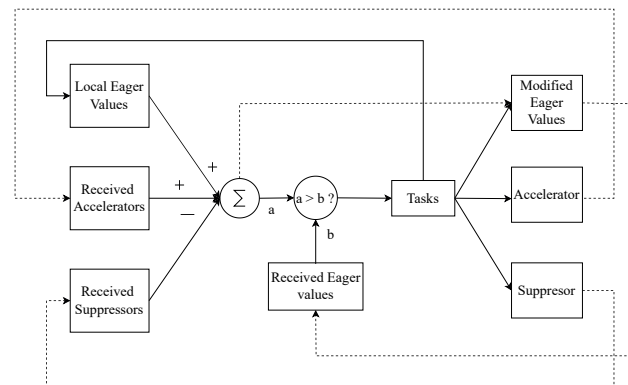 Local Eager
Values
Received
Accelerators
Received
Suppressors
+
+
—
∑
a
a > b ?
b
Received Eager
values
Tasks
Modified
Eager
Values
Accelerator
Suppresor